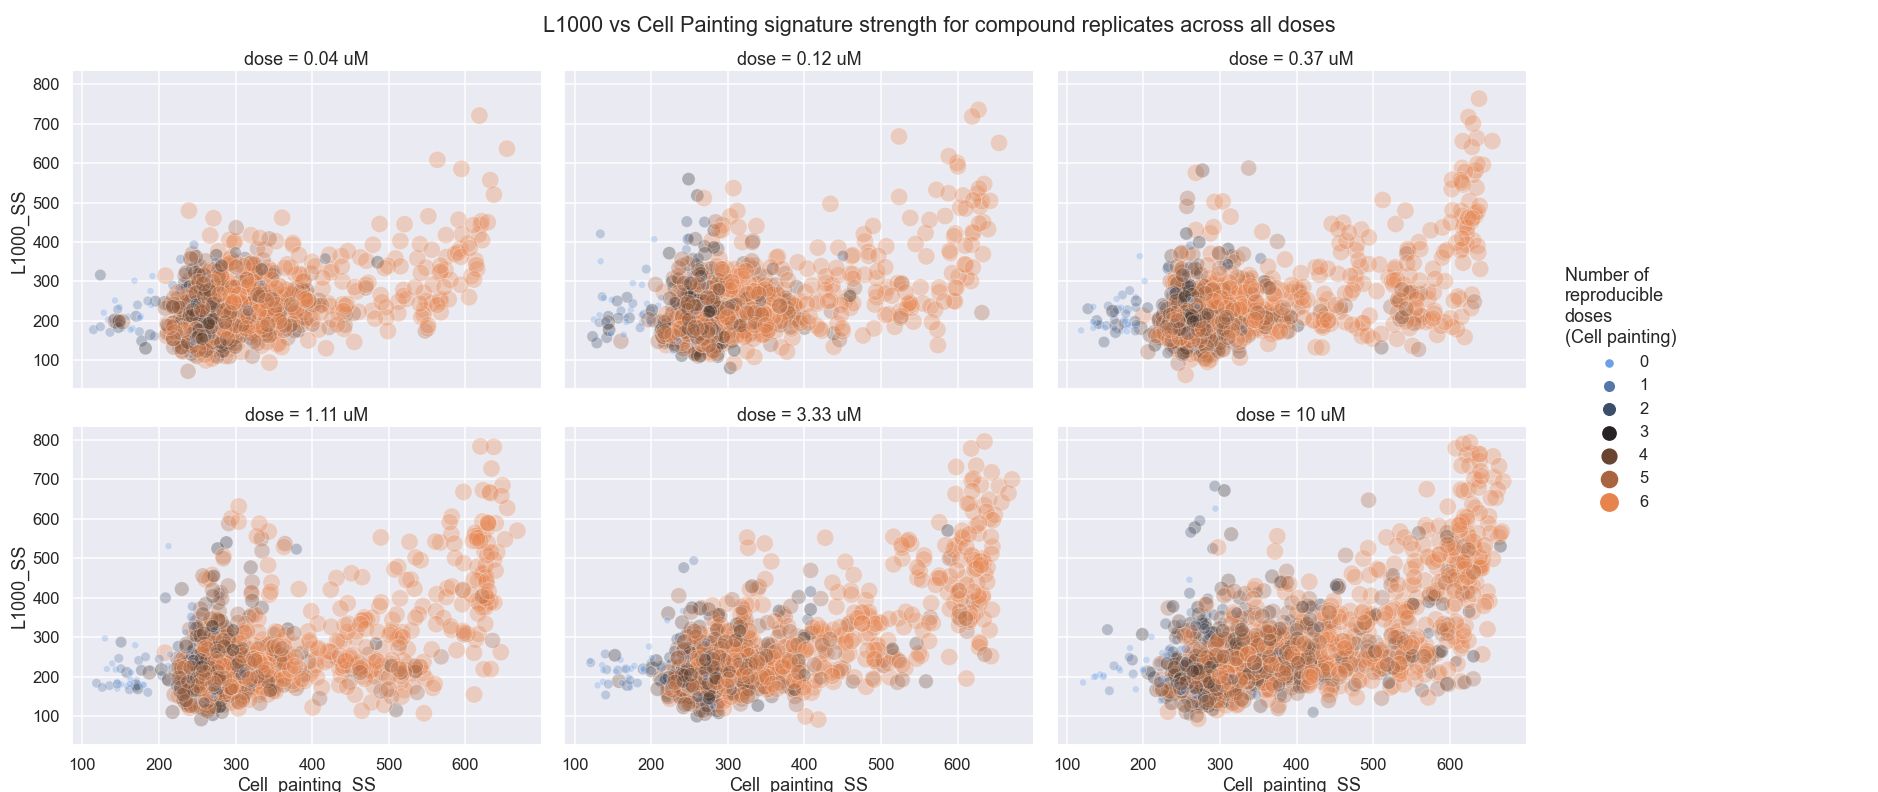 L1000 vs Cell Painting signature strength for compound replicates across all doses
dose = 0.04 uM
dose = 0.12 uM
dose = 0.37 uM
800
700
600
500
400
300
200
100
L1000_SS
dose = 1.11 uM
dose = 3.33 uM
dose = 10 uM
800
700
600
500
400
300
200
100
L1000_SS
100 200 300 400 500 600
100 200 300 400 500 600
100 200 300 400 500 600
Cell_painting_SS
Cell_painting_SS
Cell_painting_SS
Number of
reproducible
doses
(Cell painting)
0
1
2
3
4
5
6